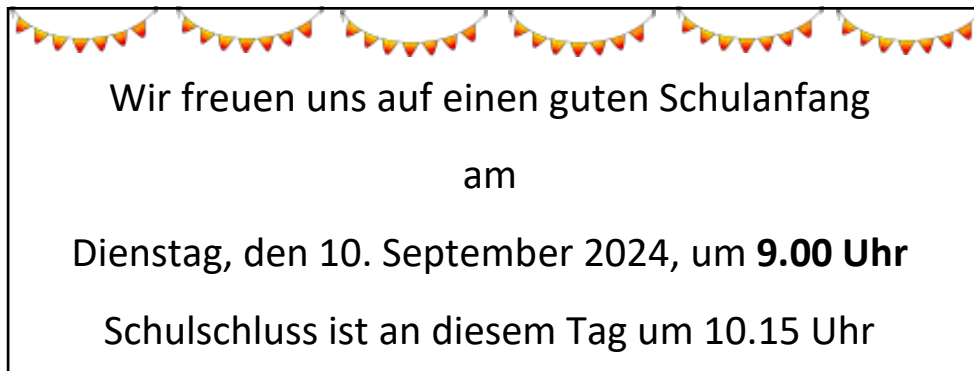 Wir freuen uns auf einen guten Schulanfang
am
Dienstag, den 10. September 2024, um 9.00 Uhr
Schulschluss ist an diesem Tag um 10.15 Uhr